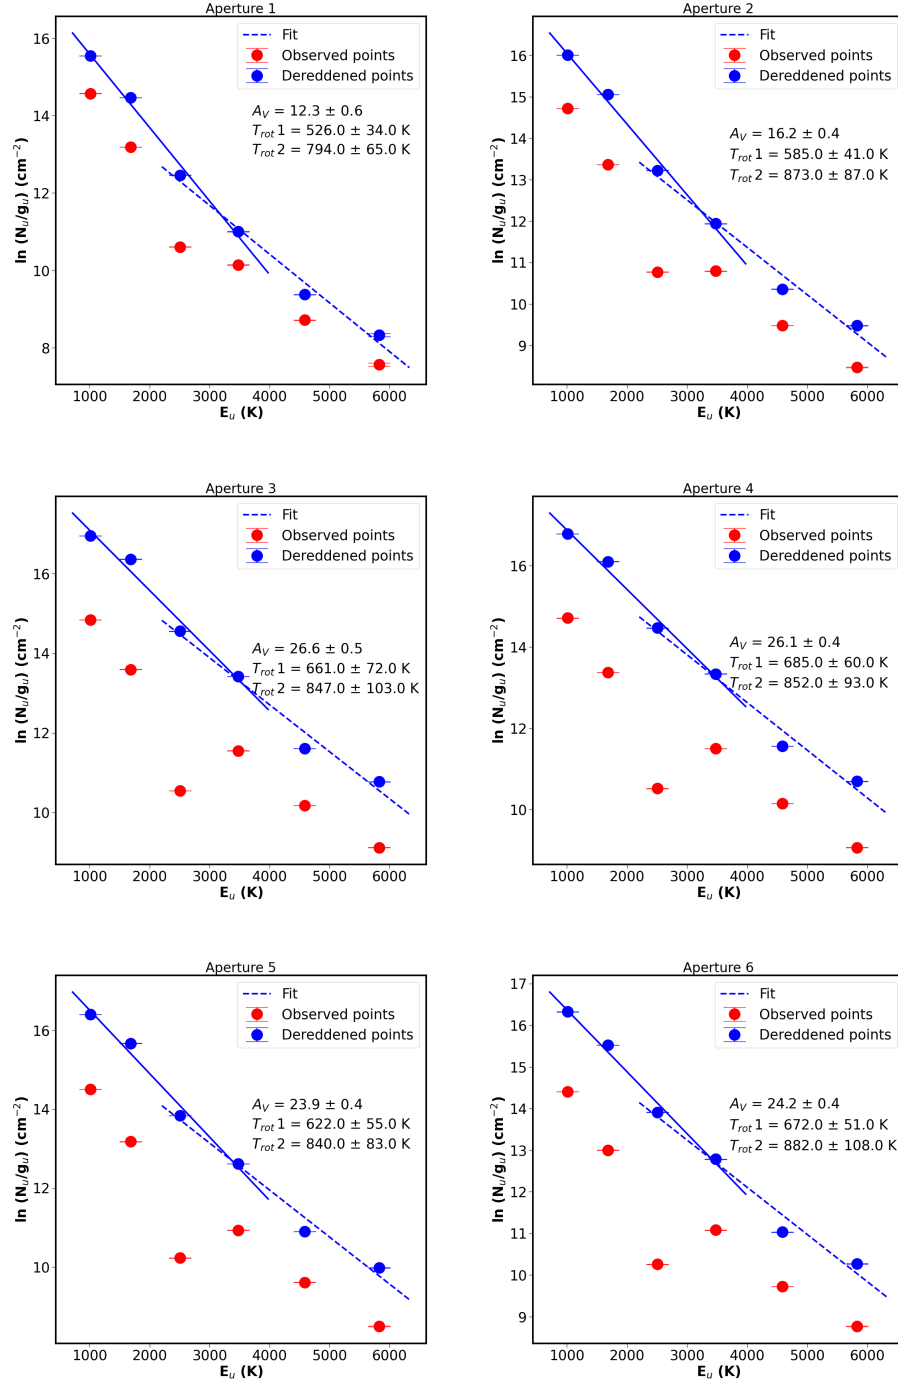 Aperture 1
Fit
Observed points
Dereddened points
A_V = 12.3 ± 0.6
T_rot 1 = 526.0 ± 34.0 K
T_rot 2 = 794.0 ± 65.0 K
ln (N_u/g_u) (cm⁻²)
16
14
12
10
8
1000 2000 3000 4000 5000 6000
E_u (K)
Aperture 2
Fit
Observed points
Dereddened points
A_V = 16.2 ± 0.4
T_rot 1 = 585.0 ± 41.0 K
T_rot 2 = 873.0 ± 87.0 K
ln (N_u/g_u) (cm⁻²)
16
15
14
13
12
11
10
9
1000 2000 3000 4000 5000 6000
E_u (K)
Aperture 3
Fit
Observed points
Dereddened points
A_V = 26.6 ± 0.5
T_rot 1 = 661.0 ± 72.0 K
T_rot 2 = 847.0 ± 103.0 K
ln (N_u/g_u) (cm⁻²)
16
14
12
10
1000 2000 3000 4000 5000 6000
E_u (K)
Aperture 4
Fit
Observed points
Dereddened points
A_V = 26.1 ± 0.4
T_rot 1 = 685.0 ± 60.0 K
T_rot 2 = 852.0 ± 93.0 K
ln (N_u/g_u) (cm⁻²)
16
14
12
10
1000 2000 3000 4000 5000 6000
E_u (K)
Aperture 5
Fit
Observed points
Dereddened points
A_V = 23.9 ± 0.4
T_rot 1 = 622.0 ± 55.0 K
T_rot 2 = 840.0 ± 83.0 K
ln (N_u/g_u) (cm⁻²)
16
14
12
10
1000 2000 3000 4000 5000 6000
E_u (K)
Aperture 6
Fit
Observed points
Dereddened points
A_V = 24.2 ± 0.4
T_rot 1 = 672.0 ± 51.0 K
T_rot 2 = 882.0 ± 108.0 K
ln (N_u/g_u) (cm⁻²)
17
16
15
14
13
12
11
10
9
1000 2000 3000 4000 5000 6000
E_u (K)